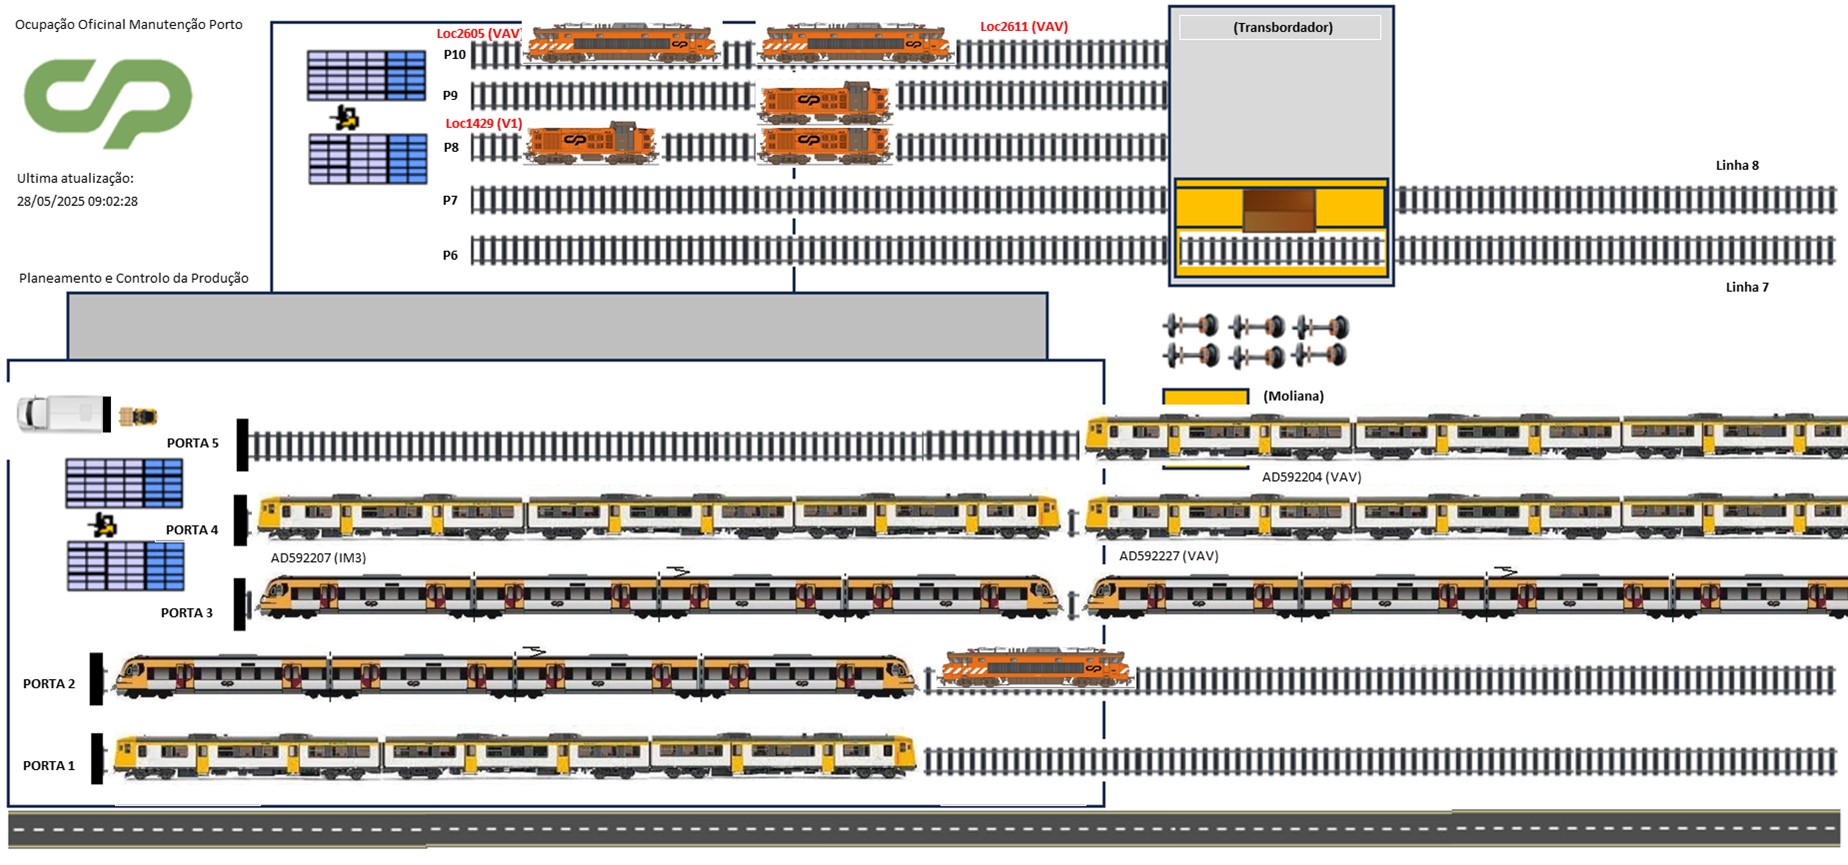 Ocupação Oficinal Manutenção Porto
Loc2605 (VAV)
Loc2611 (VAV)
(Transbordador)
P10
P9
Loc1429 (V1)
P8
Ultima atualização:
28/05/2025 09:02:28
Linha 8
P7
P6
Planeamento e Controlo da Produção
Linha 7
(Moliana)
PORTA 5
AD592204 (VAV)
PORTA 4
AD592207 (IM3)
AD592227 (VAV)
PORTA 3
PORTA 2
PORTA 1